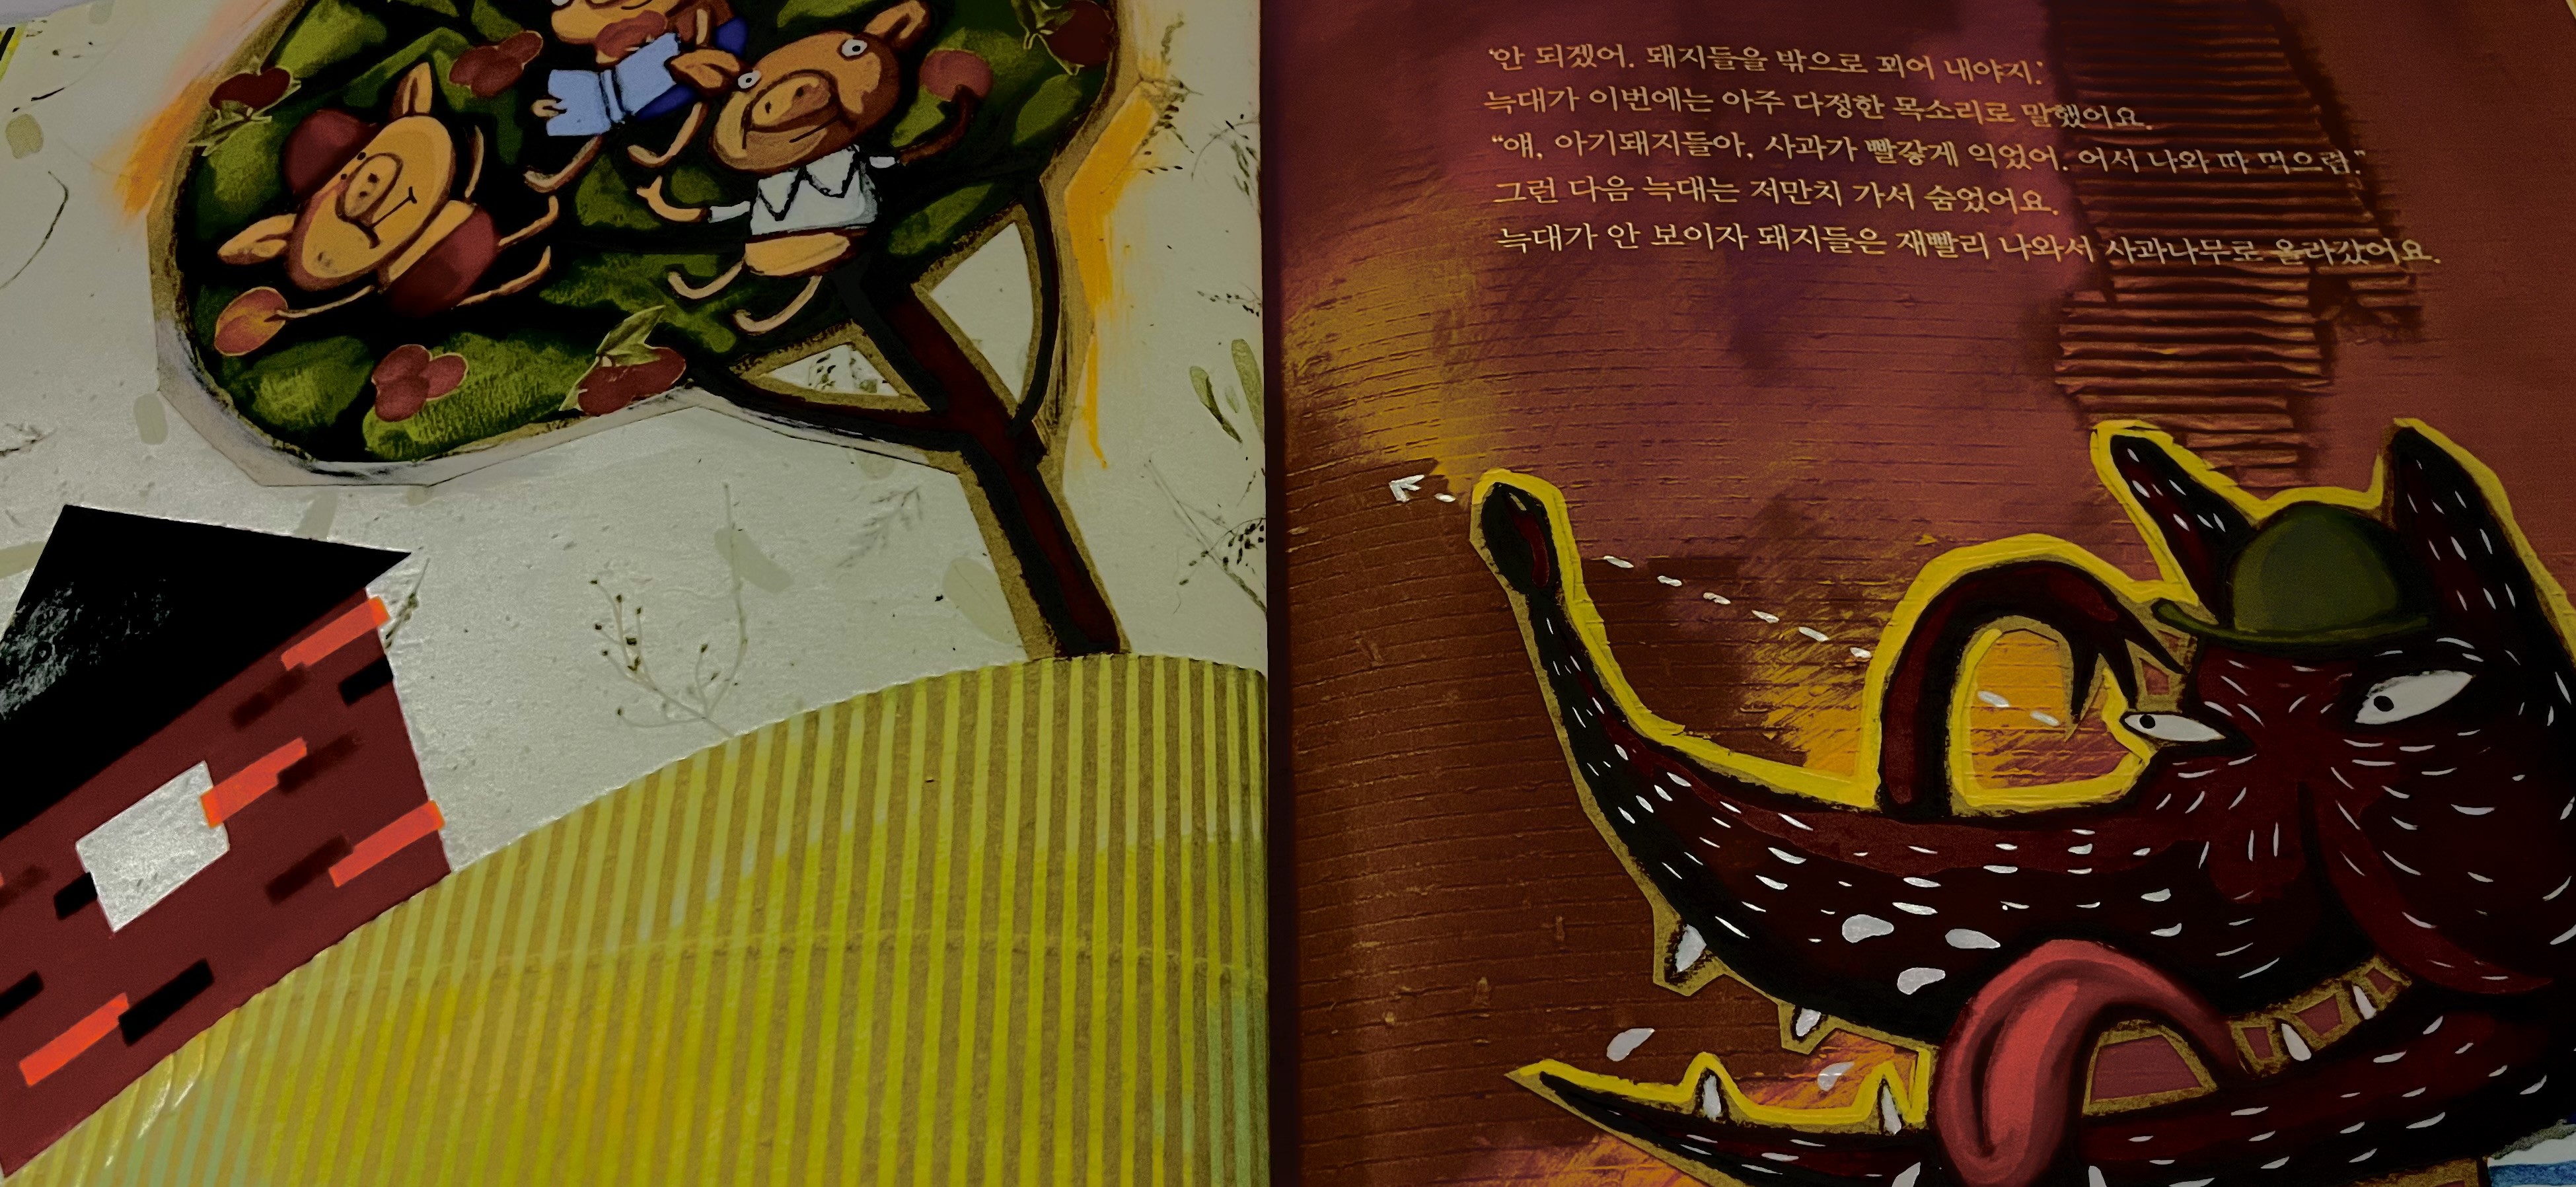 '안 되겠어. 돼지들을 밖으로 꾀어 내야지.'
늑대가 이번에는 아주 다정한 목소리로 말했어요.
"얘, 아기돼지들아, 사과가 빨갛게 익었어. 어서 나와 따 먹으렴."
그런 다음 늑대는 저만치 가서 숨었어요.
늑대가 안 보이자 돼지들은 재빨리 나와서 사과나무로 올라갔어요.